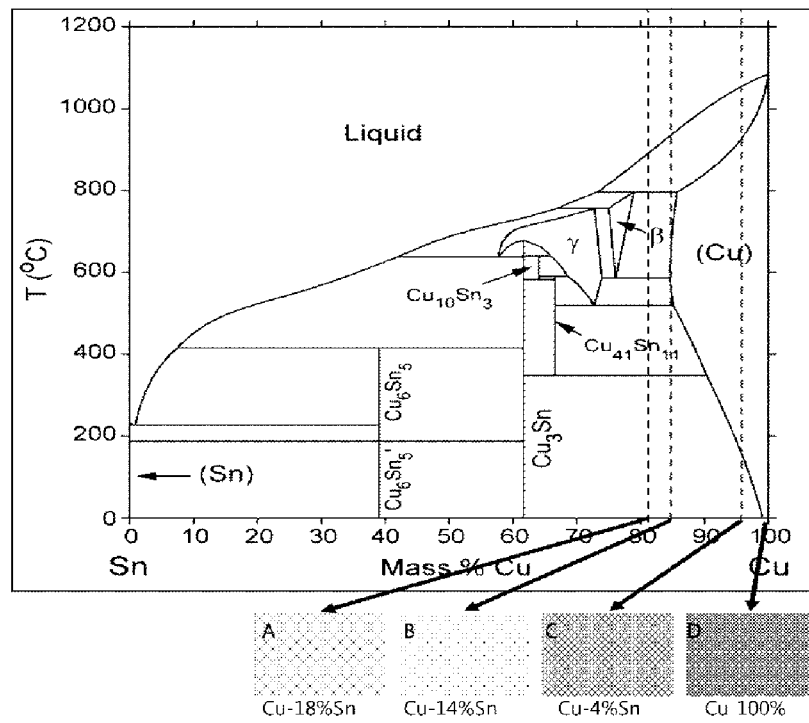 1200
1000
800
600
400
200
0
T (°C)
Liquid
γ
β
(Cu)
Cu10Sn3
Cu41Sn11
Cu6Sn5
Cu6Sn5'
Cu3Sn
(Sn)
0 10 20 30 40 50 60 70 80 90 100
Sn Mass % Cu Cu
A B C D
Cu-18%Sn Cu-14%Sn Cu-4%Sn Cu 100%